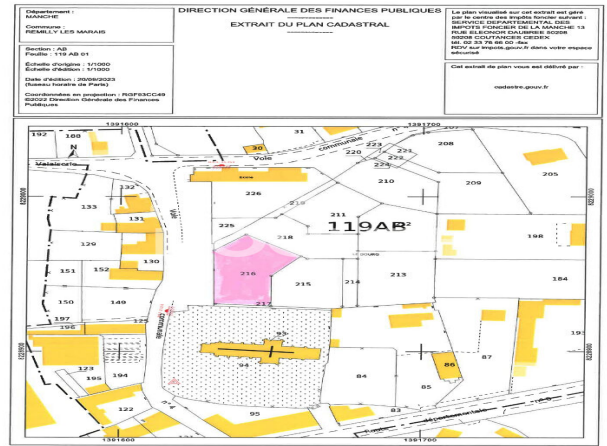 Département :
MANCHE
Commune :
REMILLY LES MARAIS
Section : AB
Feuille : 119 AB 01
Échelle d'origine : 1/1000
Échelle d'édition : 1/1000
Date d'édition : 20/09/2023
(fuseau horaire de Paris)
Coordonnées en projection : RGF93CC49
©2022 Direction Générale des Finances
Publiques
DIRECTION GÉNÉRALE DES FINANCES PUBLIQUES
EXTRAIT DU PLAN CADASTRAL
Le plan visualisé sur cet extrait est géré
par le centre des impôts foncier suivant :
SERVICE DEPARTEMENTAL DES
IMPOTS FONCIER DE LA MANCHE 13
RUE ELEONOR DAUBREE 50208
50208 COUTANCES CEDEX
tél. 02 33 76 66 00 -fax
RDV sur impots.gouv.fr dans votre espace
sécurisé
Cet extrait de plan vous est délivré par :
cadastre.gouv.fr
1391600
1391700
192
188
N
30
31
Voie
communale
220
223
221
222
208
209
205
210
226
219
211
225
218
119AB
198
132
133
131
129
130
151
152
150
149
197
196
125
216
215
214
213
184
217
93
94
123
195
194
122
95
84
83
85
86
87
Voie
communale
n°4
départementale
1391600
1391700